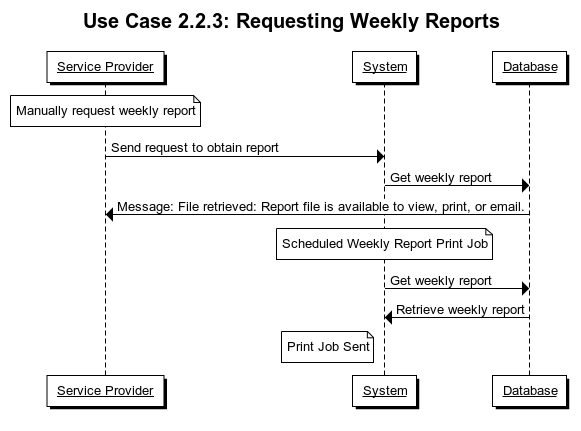 Use Case 2.2.3: Requesting Weekly Reports
Service Provider
System
Database
Manually request weekly report
Send request to obtain report
Get weekly report
Message: File retrieved: Report file is available to view, print, or email.
Scheduled Weekly Report Print Job
Get weekly report
Retrieve weekly report
Print Job Sent
Service Provider
System
Database